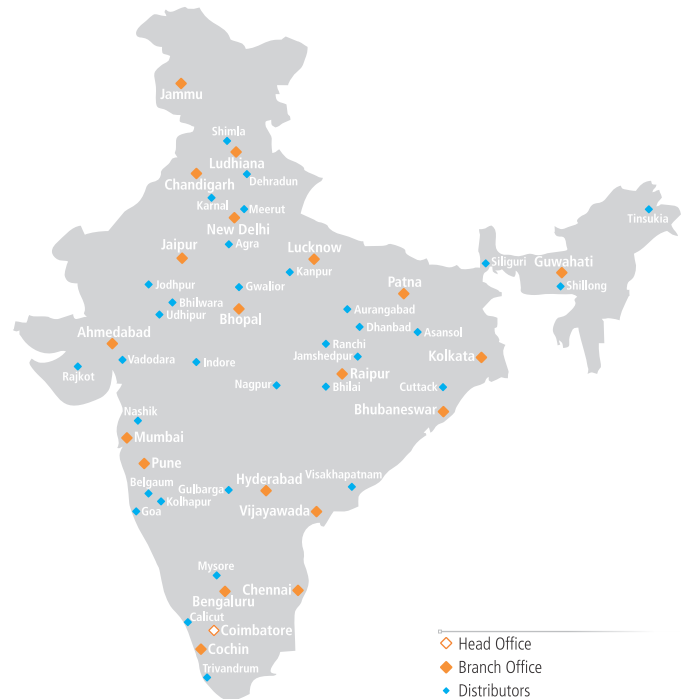 Jammu
Shimla
Ludhiana
Chandigarh
Dehradun
Karnal
Meerut
New Delhi
Tinsukia
Jaipur
Agra
Lucknow
Siliguri
Guwahati
Kanpur
Patna
Jodhpur
Gwalior
Shillong
Bhilwara
Aurangabad
Udhipur
Bhopal
Dhanbad
Asansol
Ahmedabad
Ranchi
Jamshedpur
Kolkata
Vadodara
Indore
Rajkot
Raipur
Nagpur
Bhilai
Cuttack
Bhubaneswar
Nashik
Mumbai
Pune
Belgaum
Gulbarga
Hyderabad
Visakhapatnam
Kolhapur
Goa
Vijayawada
Mysore
Chennai
Bengaluru
Calicut
Coimbatore
Cochin
Trivandrum
Head Office
Branch Office
Distributors